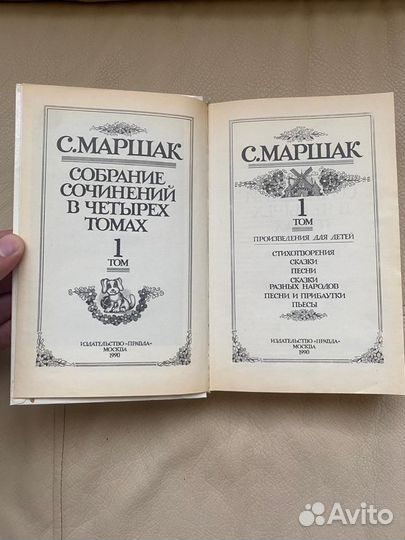 С.МАРШАК
СОБРАНИЕ
СОЧИНЕНИЙ
В ЧЕТЫРЕХ
ТОМАХ
1
ТОМ
ИЗДАТЕЛЬСТВО «ПРАВДА»
МОСКВА
1990
С.МАРШАК
1
ТОМ
ПРОИЗВЕДЕНИЯ ДЛЯ ДЕТЕЙ
СТИХОТВОРЕНИЯ
СКАЗКИ
ПЕСНИ
СКАЗКИ
РАЗНЫХ НАРОДОВ
ПЕСНИ И ПРИБАУТКИ
ПЬЕСЫ
ИЗДАТЕЛЬСТВО «ПРАВДА»
МОСКВА
1990
Avito